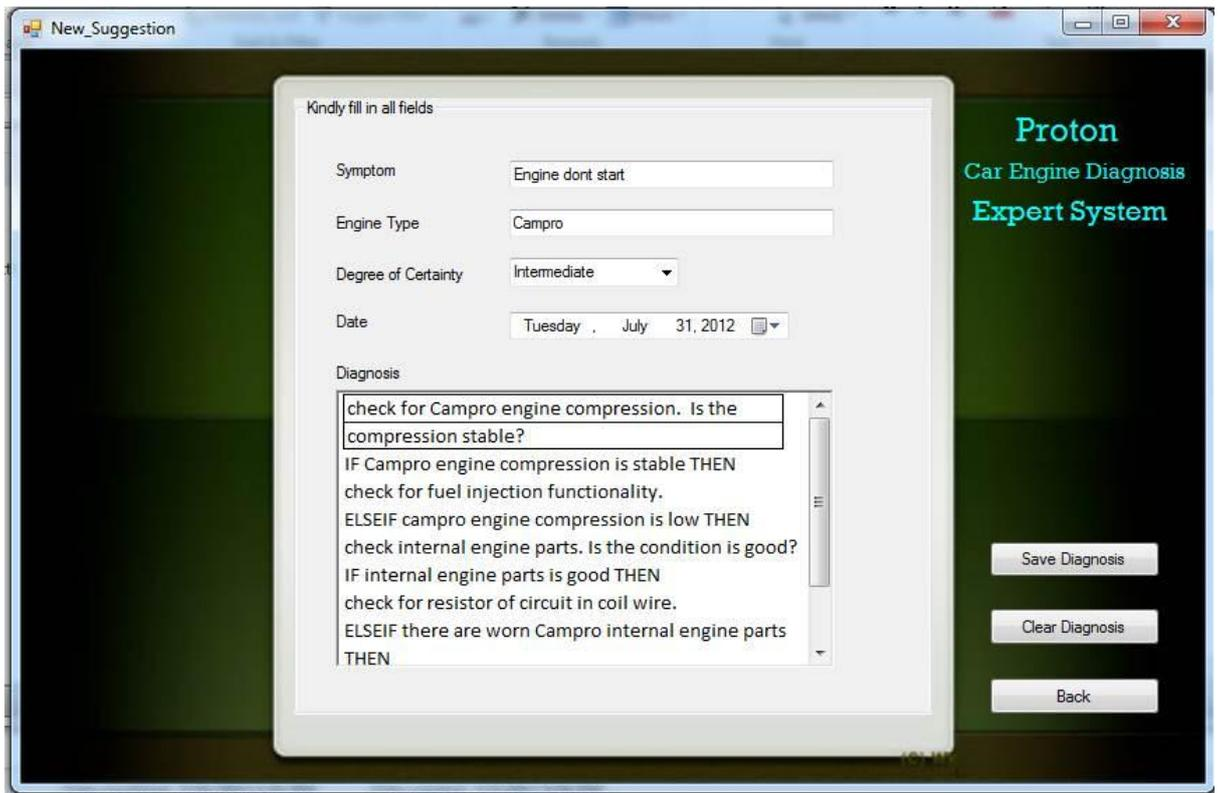 New_Suggestion
Kindly fill in all fields
Symptom
Engine dont start
Engine Type
Campro
Degree of Certainty
Intermediate
Date
Tuesday , July 31, 2012
Diagnosis
check for Campro engine compression. Is the
compression stable?
IF Campro engine compression is stable THEN
check for fuel injection functionality.
ELSEIF campro engine compression is low THEN
check internal engine parts. Is the condition is good?
IF internal engine parts is good THEN
check for resistor of circuit in coil wire.
ELSEIF there are worn Campro internal engine parts
THEN
Proton
Car Engine Diagnosis
Expert System
Save Diagnosis
Clear Diagnosis
Back